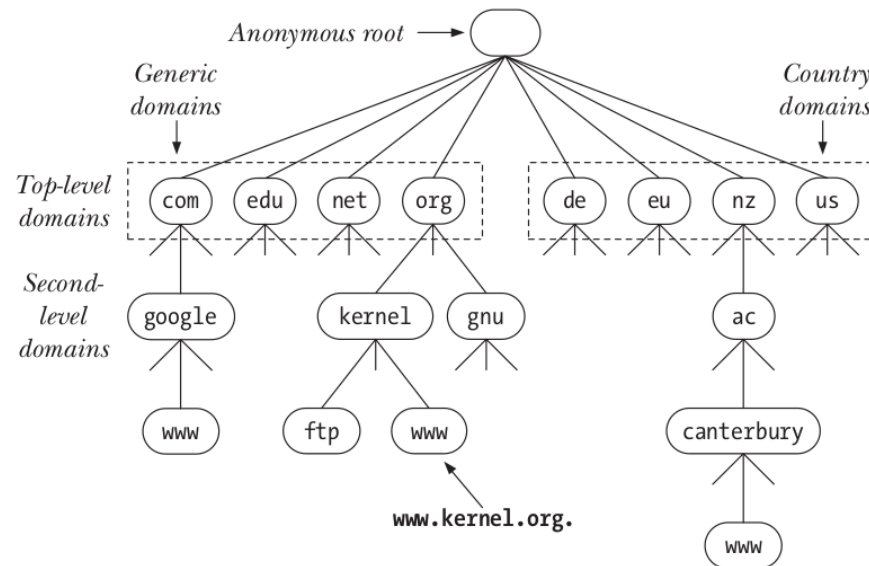 Anonymous root
Generic
domains
Country
domains
Top-level
domains
com edu net org de eu nz us
Second-
level
domains
google kernel gnu ac
www ftp www canterbury
www.kernel.org.
www